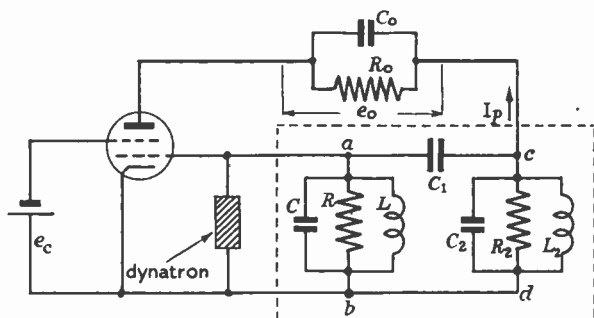 C₀
R₀
e₀
Iₚ
a
c
C₁
C
R
L
C₂
R₂
L₂
e_c
dynatron
b
d